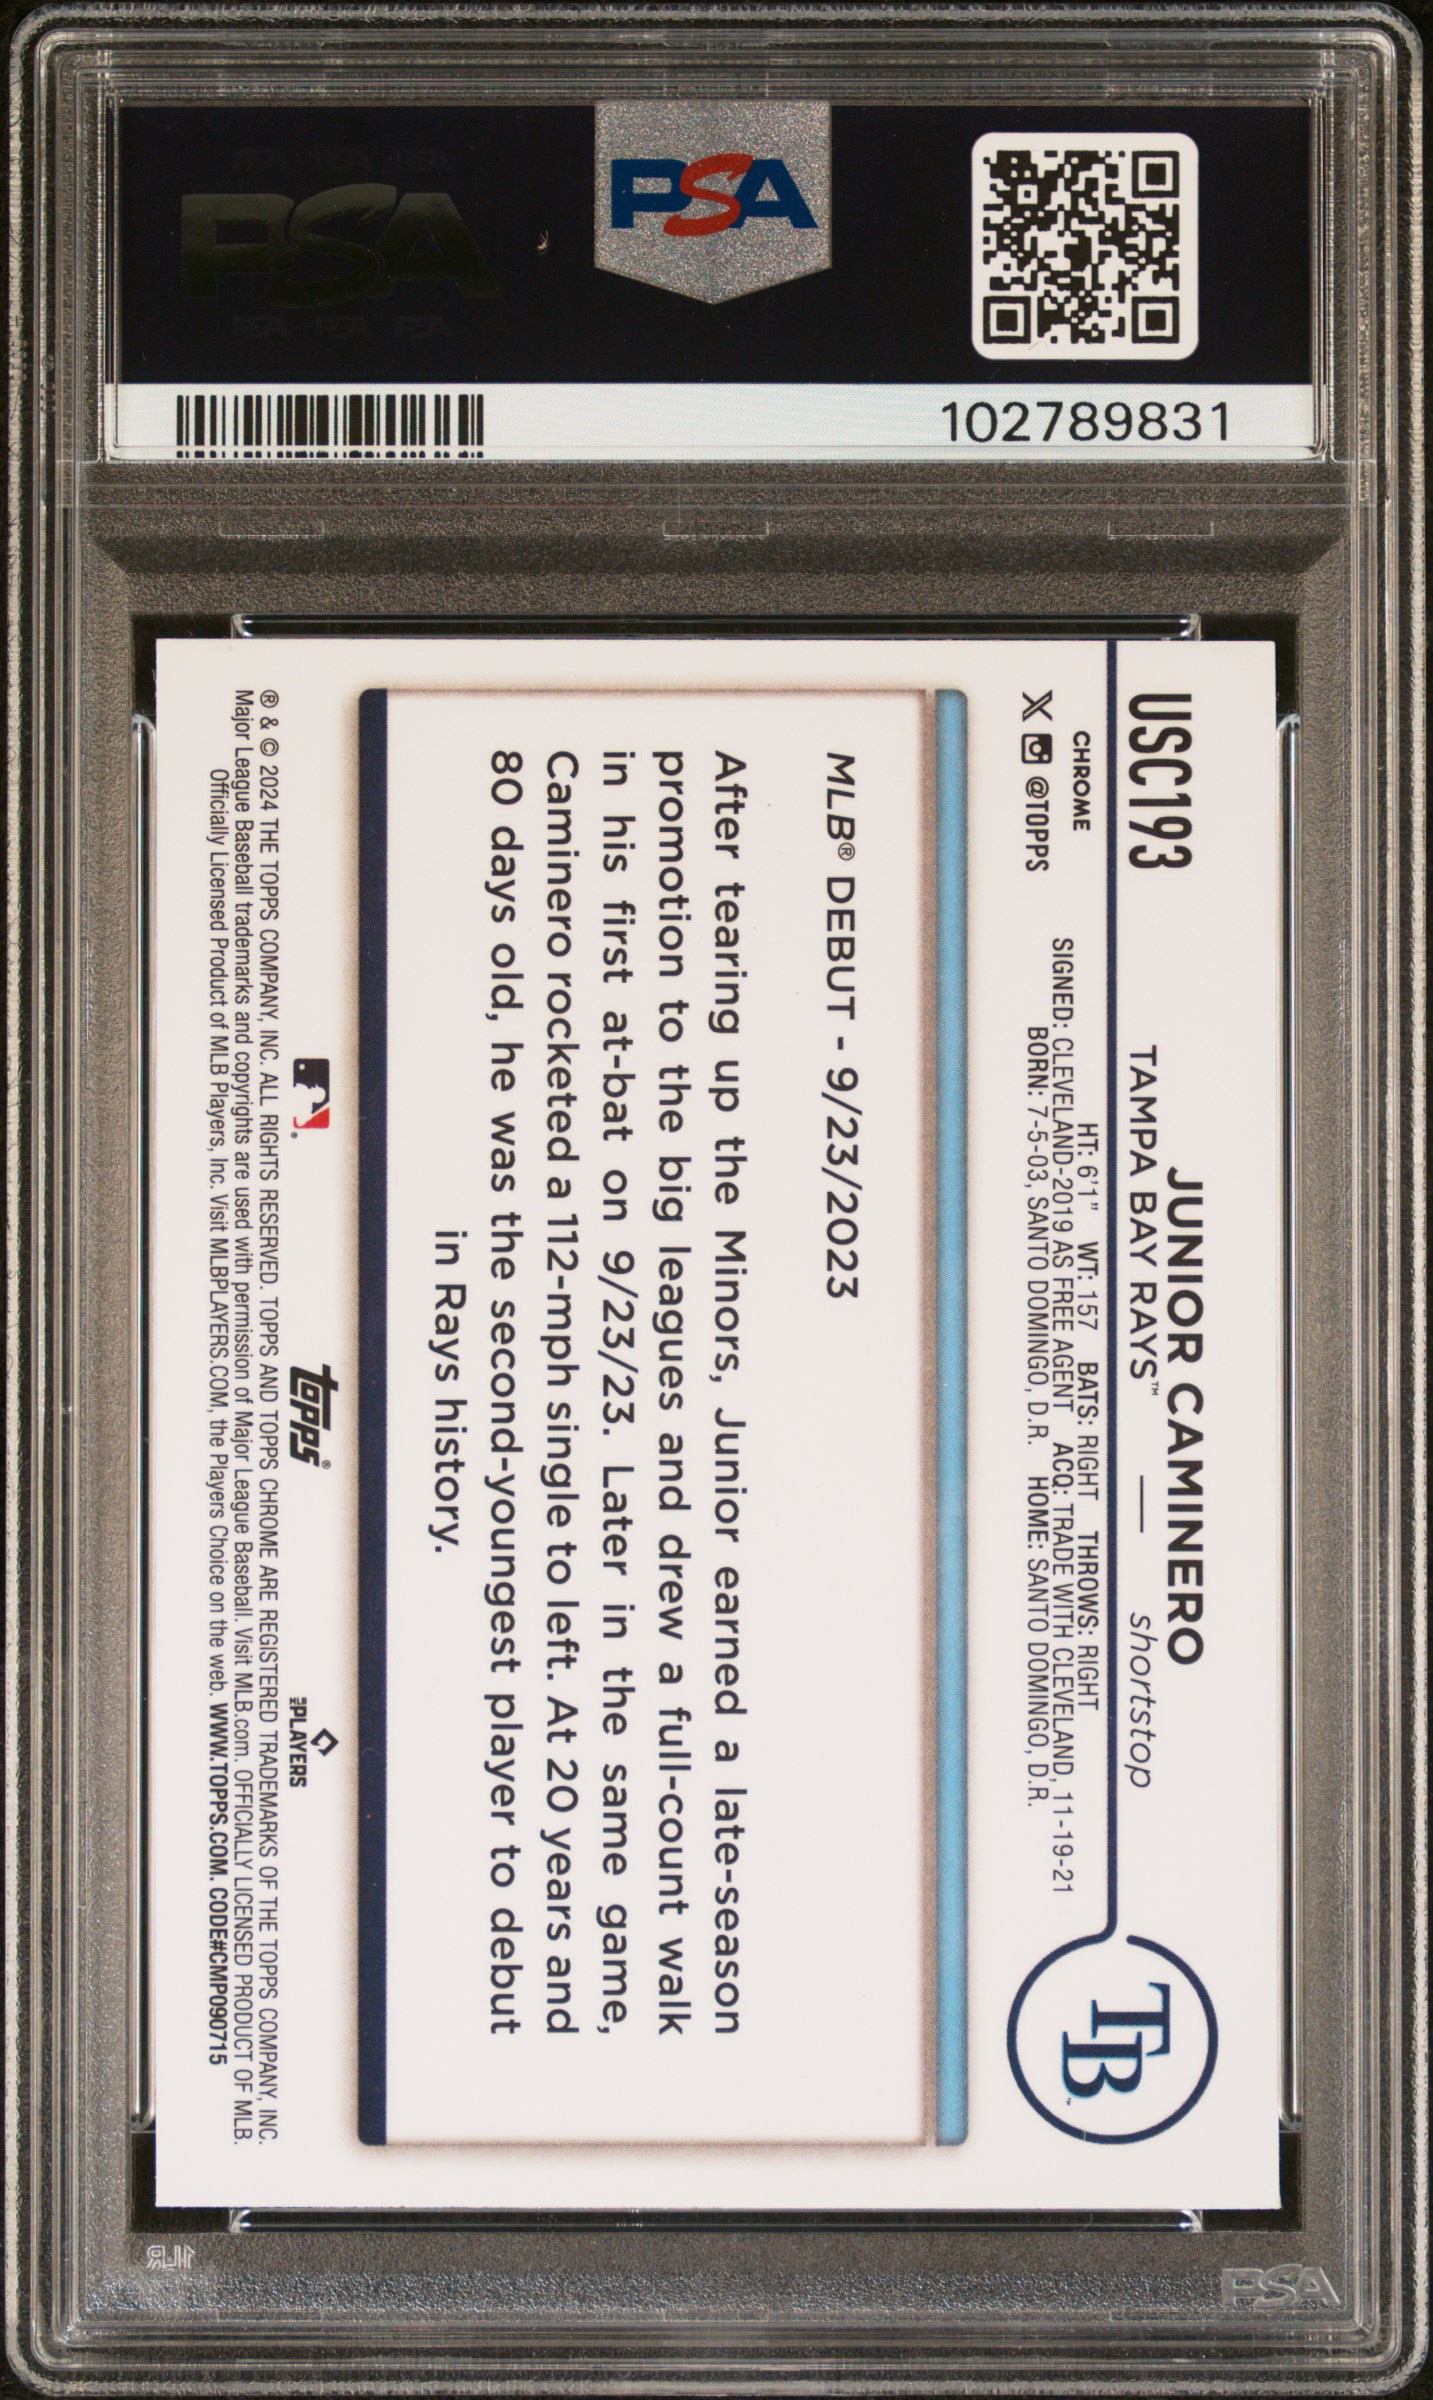 PSA
PSA
102789831
USC193
JUNIOR CAMINERO
TAMPA BAY RAYS™ — shortstop
CHROME
HT: 6'1" WT: 157 BATS: RIGHT THROWS: RIGHT
SIGNED: CLEVELAND-2019 AS FREE AGENT ACQ: TRADE WITH CLEVELAND, 11-19-21
BORN: 7-5-03, SANTO DOMINGO, D.R. HOME: SANTO DOMINGO, D.R.
@TOPPS
TB
MLB® DEBUT - 9/23/2023
After tearing up the Minors, Junior earned a late-season
promotion to the big leagues and drew a full-count walk
in his first at-bat on 9/23/23. Later in the same game,
Caminero rocketed a 112-mph single to left. At 20 years and
80 days old, he was the second-youngest player to debut
in Rays history.
topps®
PLAYERS
® & © 2024 THE TOPPS COMPANY, INC. ALL RIGHTS RESERVED. TOPPS AND TOPPS CHROME ARE REGISTERED TRADEMARKS OF THE TOPPS COMPANY, INC.
Major League Baseball trademarks and copyrights are used with permission of Major League Baseball. Visit MLB.com. OFFICIALLY LICENSED PRODUCT OF MLB.
Officially Licensed Product of MLB Players, Inc. Visit MLBPLAYERS.COM, the Players Choice on the web. WWW.TOPPS.COM. CODE#CMP090715
PSA